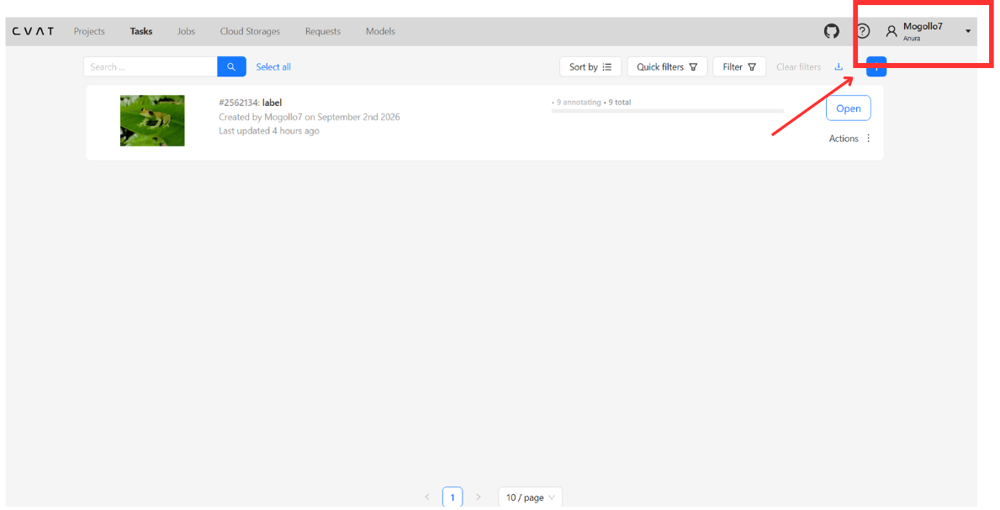 CVAT Projects Tasks Jobs Cloud Storages Requests Models
Mogollo7
Anura
Search ... Select all Sort by Quick filters Filter Clear filters
#2562134: label
Created by Mogollo7 on September 2nd 2026
Last updated 4 hours ago
• 9 annotating • 9 total
Open
Actions
1 10 / page